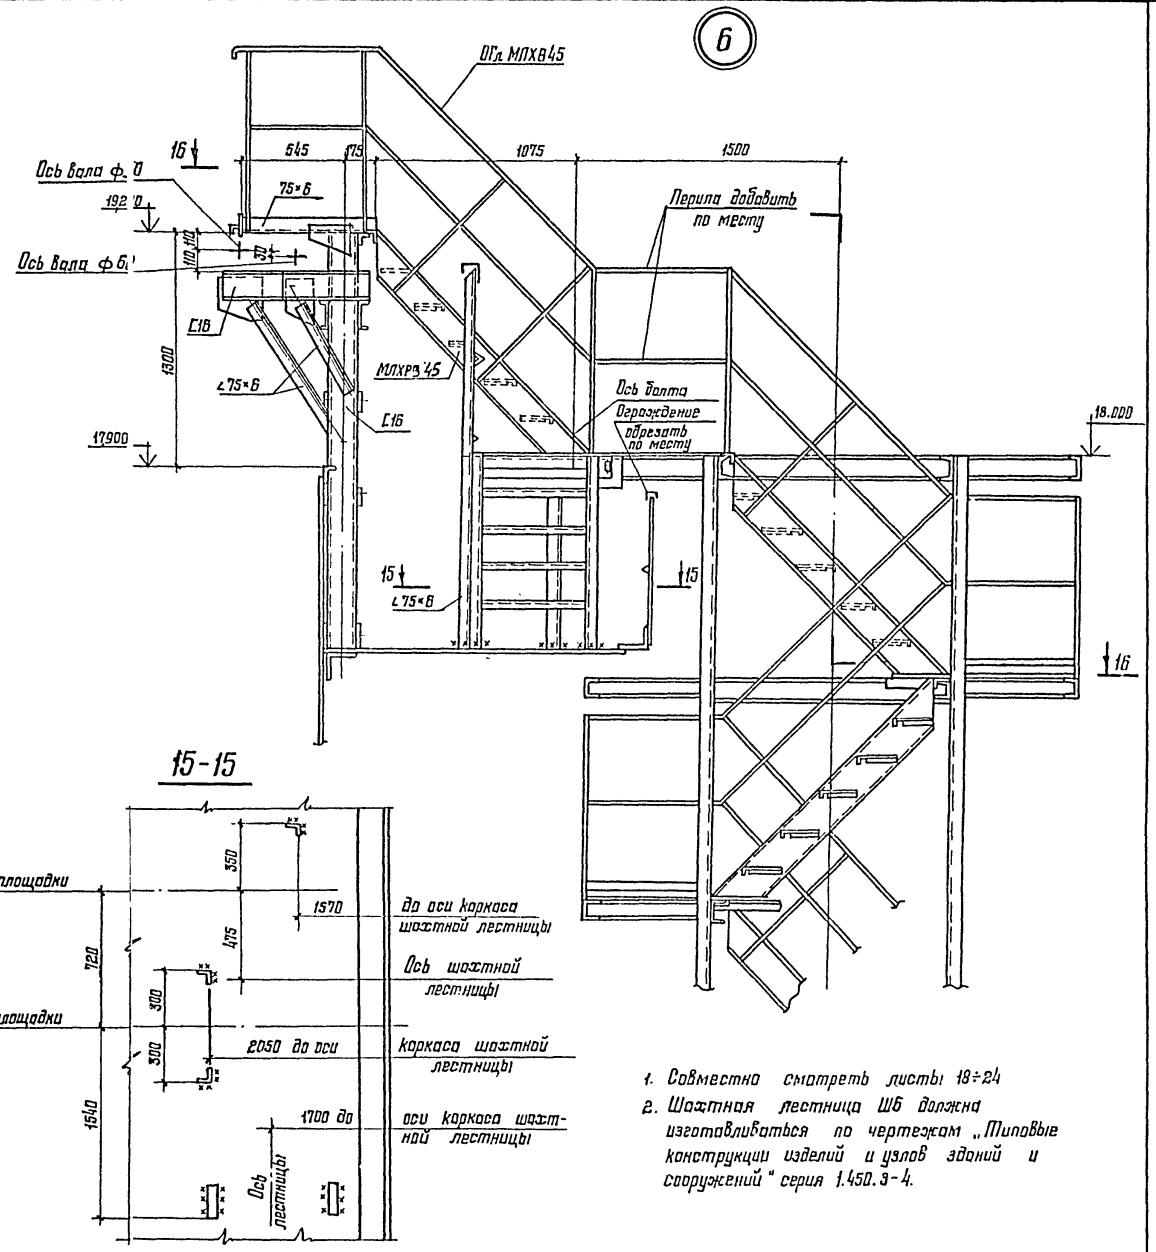 6
ОГл МЛХВ45
16
545
175
1075
1500
Ось вала
75×6
Перила добавить
по месту
110
110
50
Ось вала
С18
1300
МЛХРВ 45
Ось болта
18.000
∟75×6
Ограждение
обрезать
по месту
С16
17.900
15
15
∟75×6
16
15-15
350
площадки
1570
до оси каркаса
шахтной лестницы
475
720
Ось шахтной
лестницы
300
площадки
300
2050 до оси каркаса шахтной
лестницы
1540
1700 до оси каркаса шахт-
ной лестницы
Ось
лестницы
1. Совместно смотреть листы 18÷24
2. Шахтная лестница Ш6 должна
изготавливаться по чертежам „Типовые
конструкции изделий и узлов зданий и
сооружений" серия 1.450.3-4.